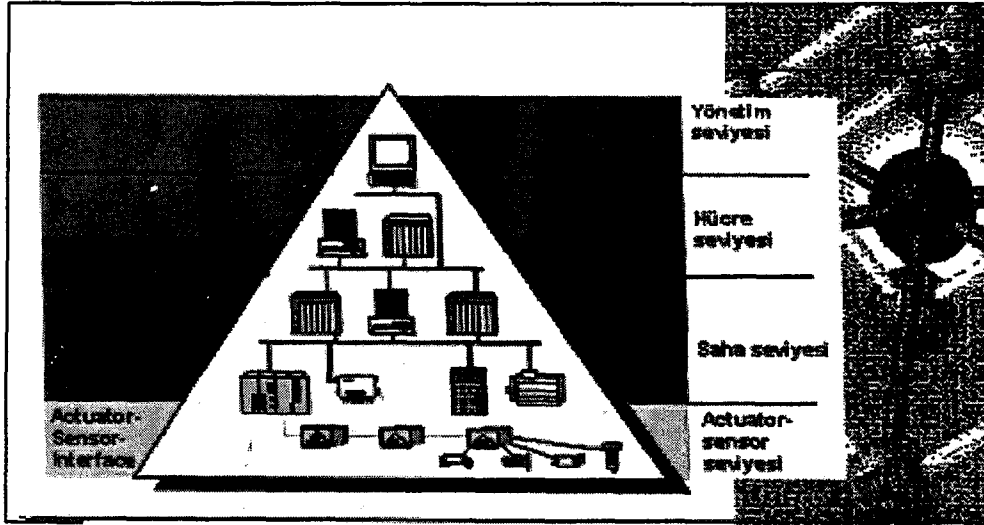 Yönetim
seviyesi
Hücre
seviyesi
Saha seviyesi
Actuator-
Sensor-
Interface
Actuator-
sensor
seviyesi